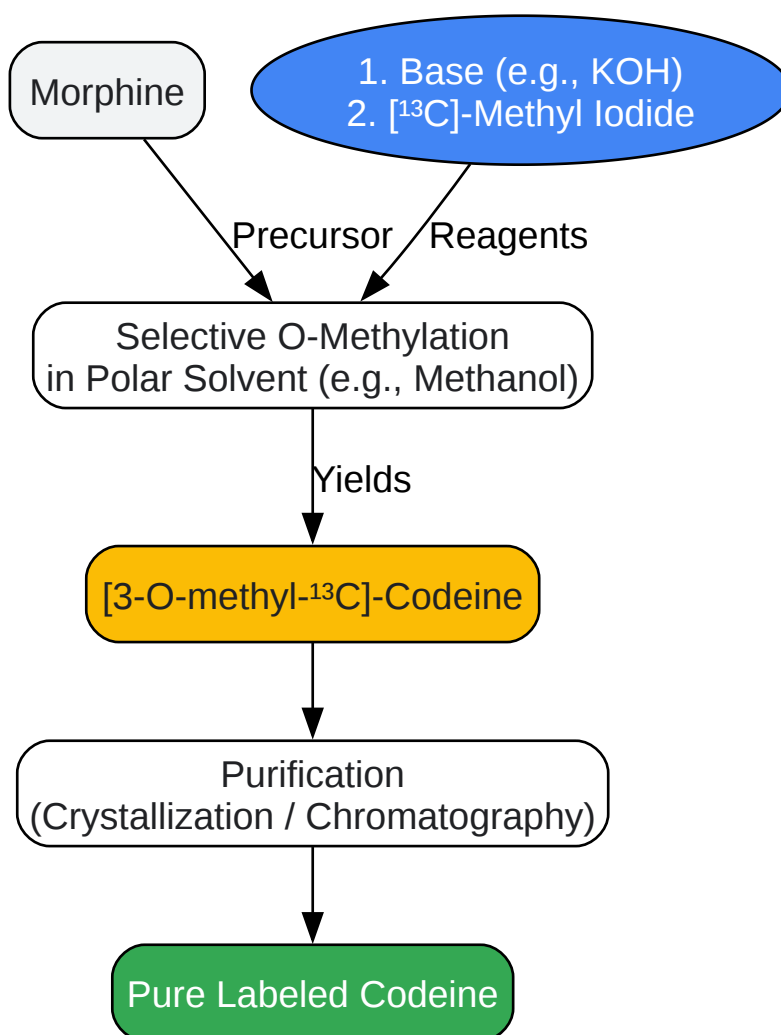 Morphine
1. Base (e.g., KOH)
2. [¹³C]-Methyl Iodide
Precursor
Reagents
Selective O-Methylation
in Polar Solvent (e.g., Methanol)
Yields
[3-O-methyl-¹³C]-Codeine
Purification
(Crystallization / Chromatography)
Pure Labeled Codeine